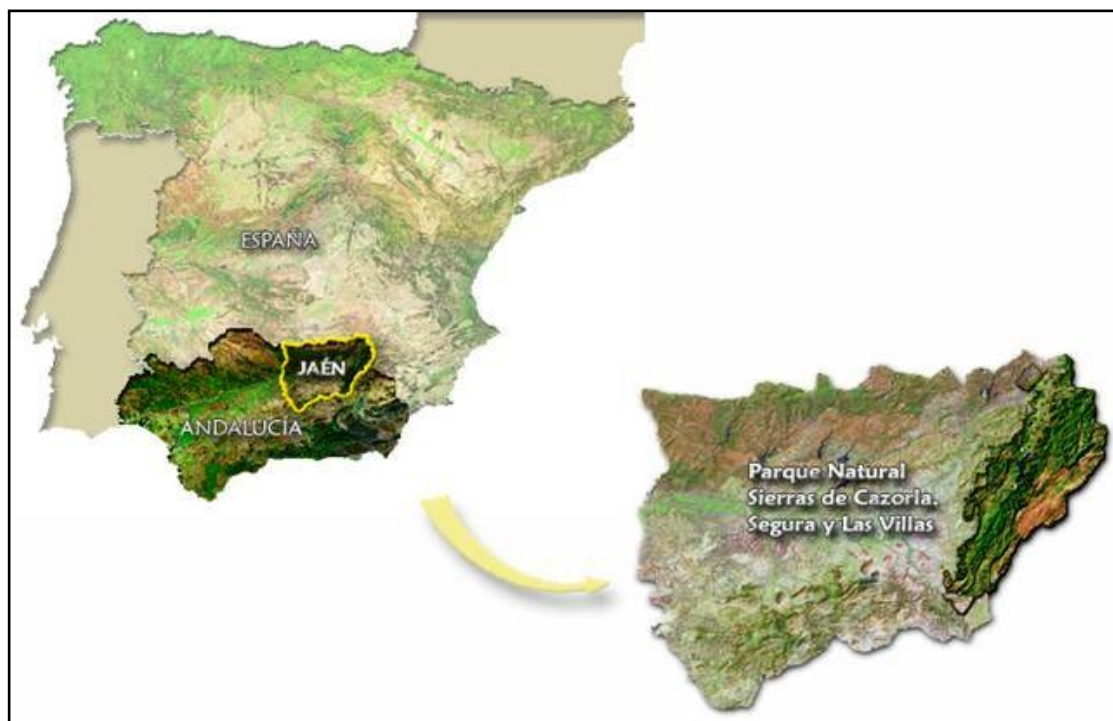 ESPAÑA
JAÉN
ANDALUCÍA
Parque Natural
Sierras de Cazorla,
Segura y Las Villas